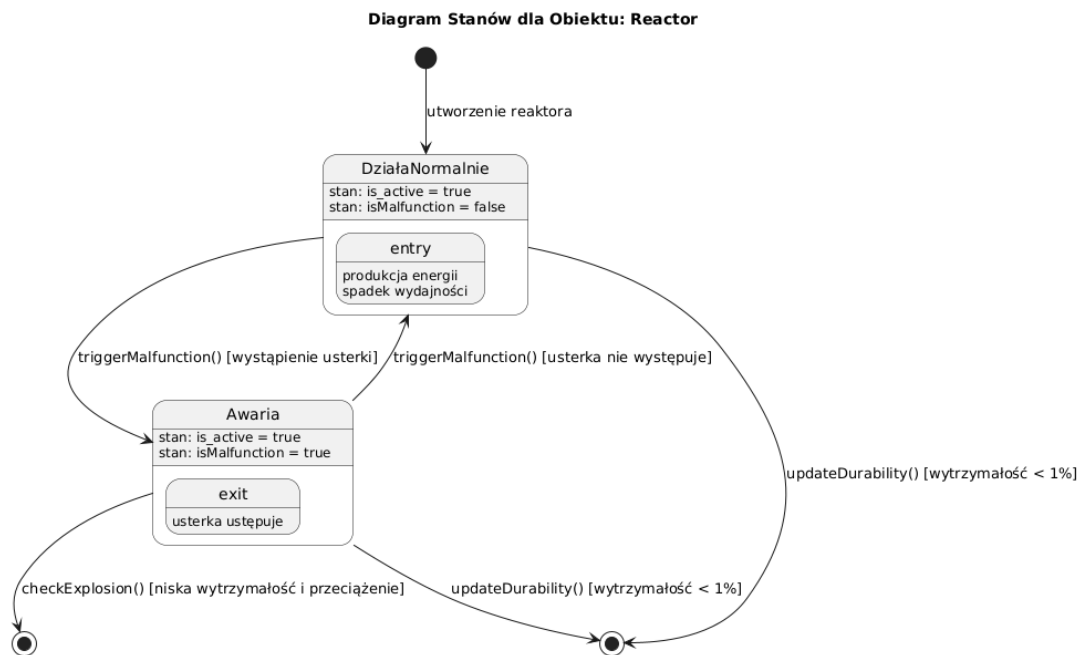 Diagram Stanów dla Obiektu: Reactor
utworzenie reaktora
DziałaNormalnie
stan: is_active = true
stan: isMalfunction = false
entry
produkcja energii
spadek wydajności
triggerMalfunction() [wystąpienie usterki]
triggerMalfunction() [usterka nie występuje]
Awaria
stan: is_active = true
stan: isMalfunction = true
exit
usterka ustępuje
updateDurability() [wytrzymałość < 1%]
checkExplosion() [niska wytrzymałość i przeciążenie]
updateDurability() [wytrzymałość < 1%]